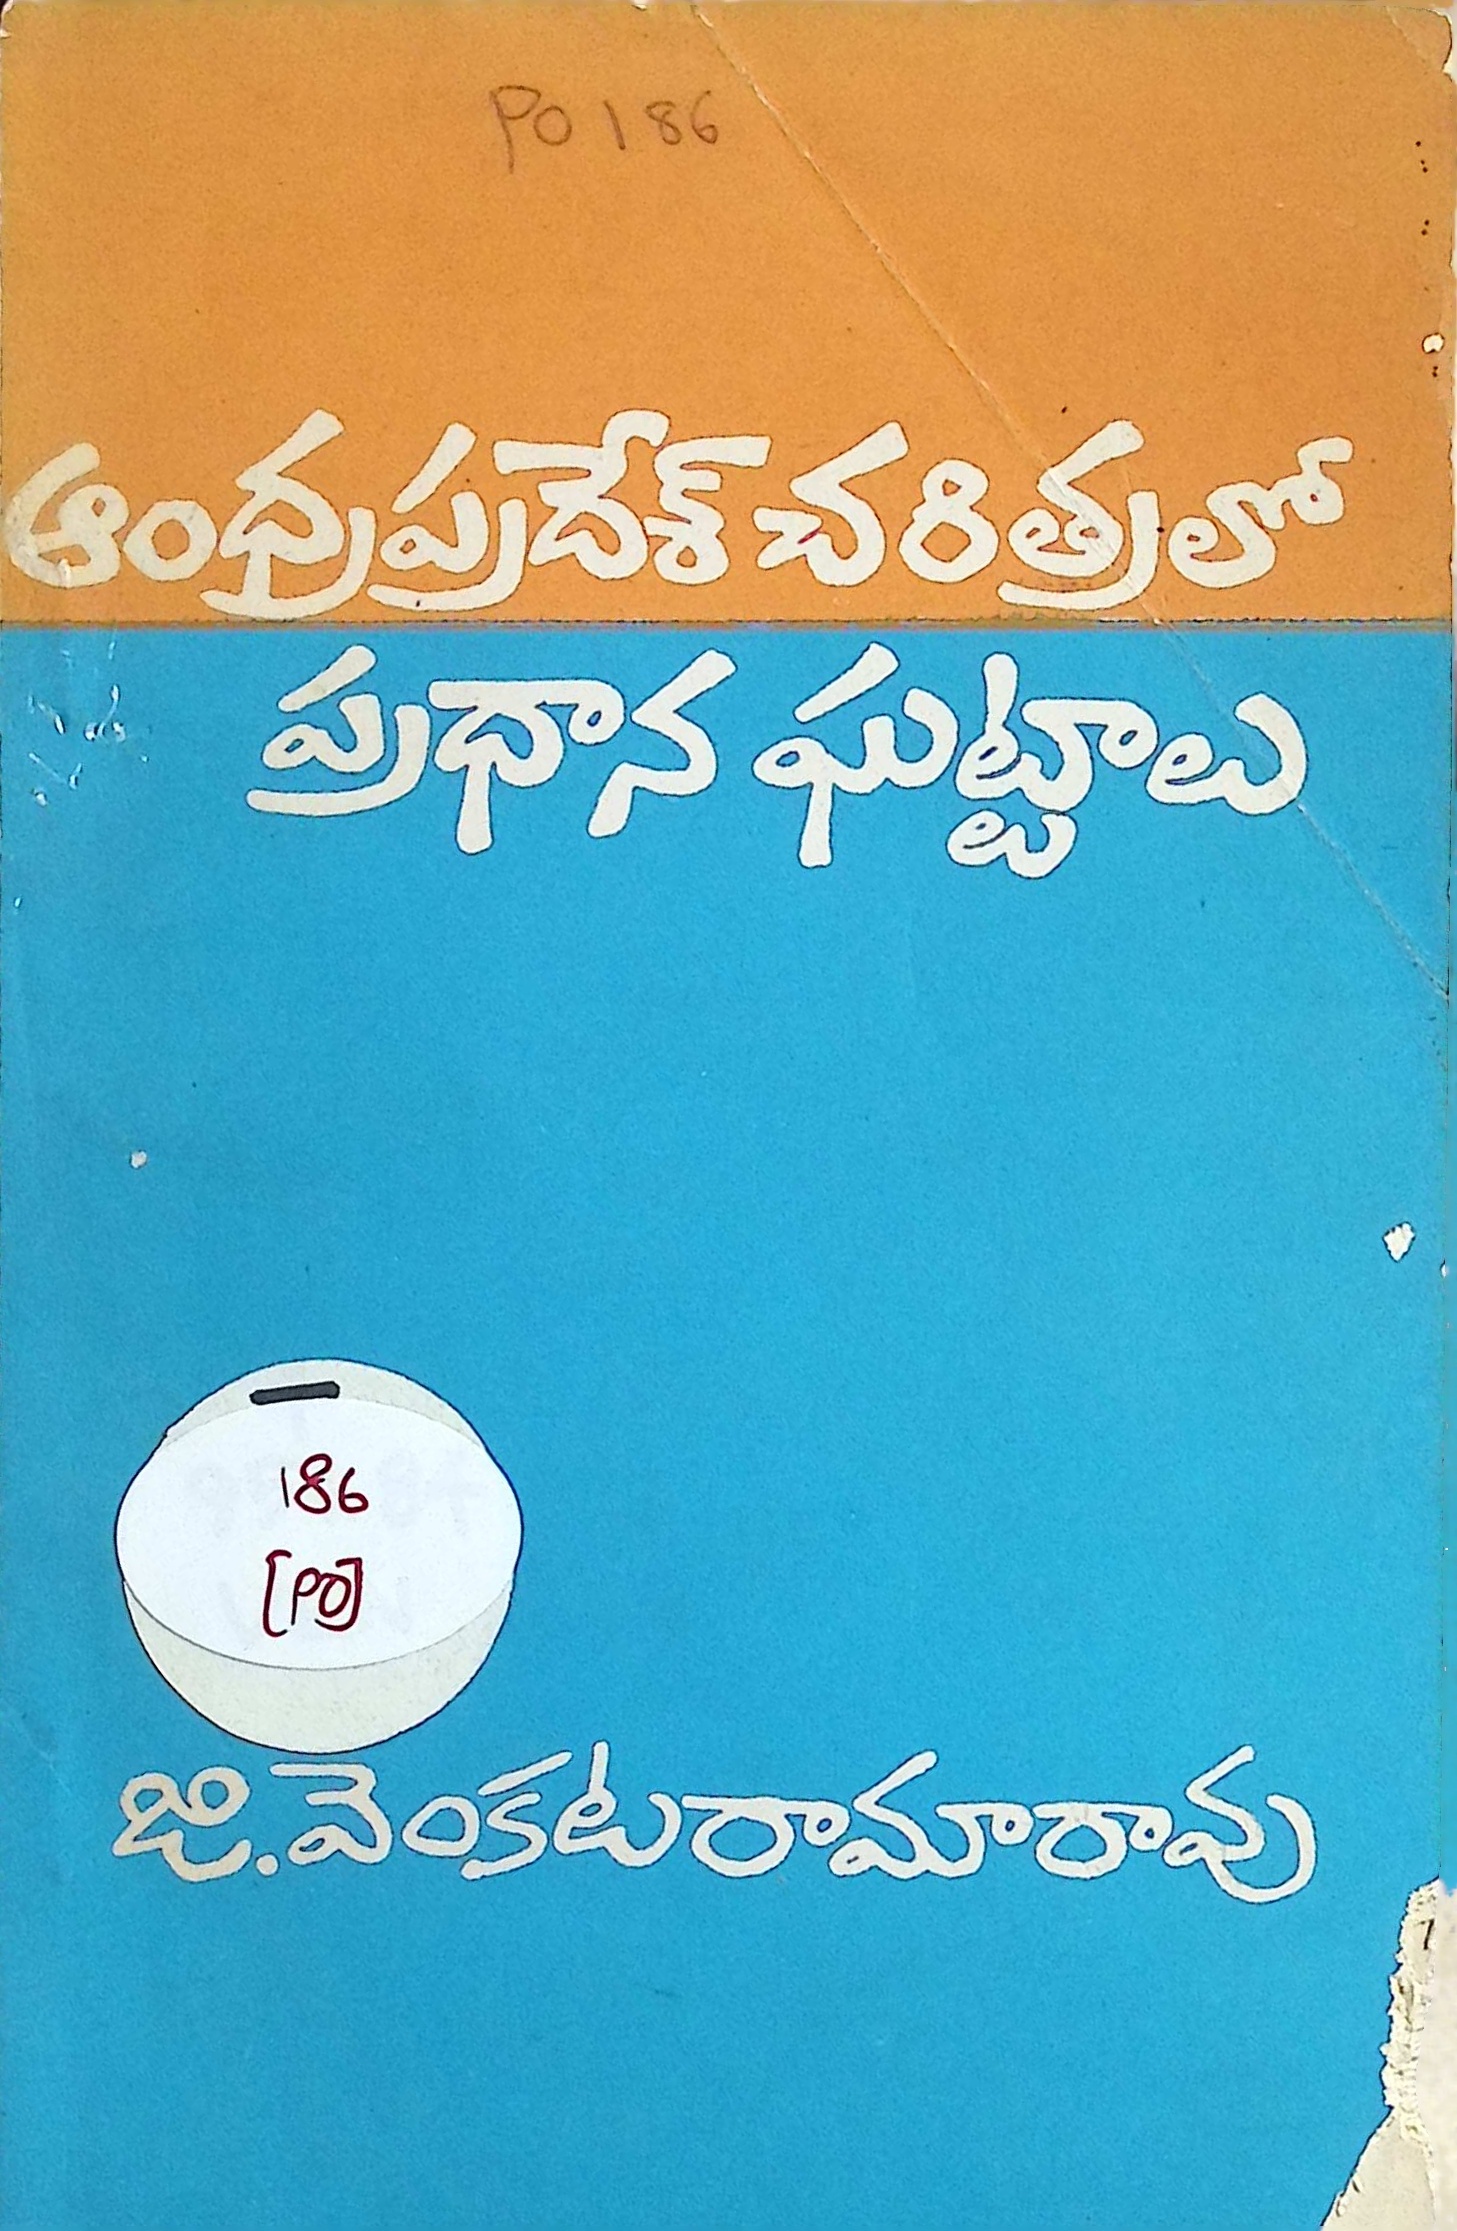 PO 186
ఆంధ్రప్రదేశ్ చరిత్రలో
ప్రధాన ఘట్టాలు
186
[PO]
జి. వెంకటరామారావు